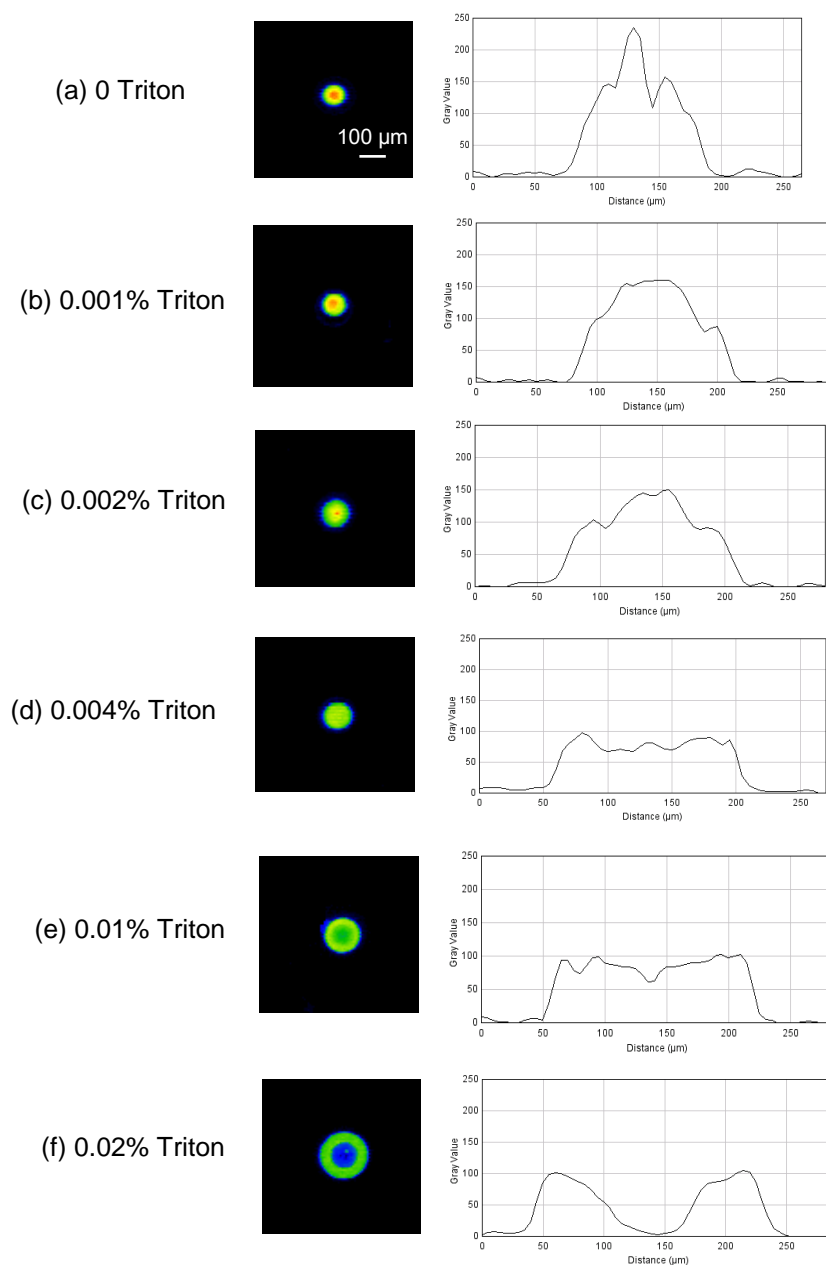 (a) 0 Triton
100 µm
250
200
150
100
50
0
Gray Value
0 50 100 150 200 250
Distance (µm)
(b) 0.001% Triton
250
200
150
100
50
0
Gray Value
0 50 100 150 200 250
Distance (µm)
(c) 0.002% Triton
250
200
150
100
50
0
Gray Value
0 50 100 150 200 250
Distance (µm)
(d) 0.004% Triton
250
200
150
100
50
0
Gray Value
0 50 100 150 200 250
Distance (µm)
(e) 0.01% Triton
250
200
150
100
50
0
Gray Value
0 50 100 150 200 250
Distance (µm)
(f) 0.02% Triton
250
200
150
100
50
0
Gray Value
0 50 100 150 200 250
Distance (µm)